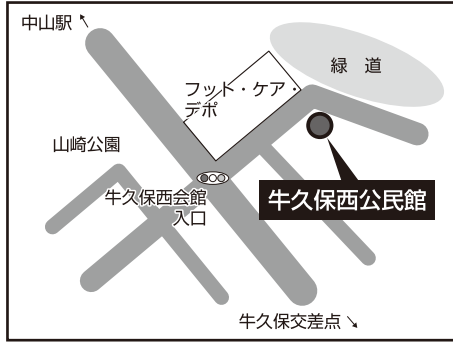 中山駅↖
緑 道
フット・ケア・
デポ
山崎公園
牛久保西会館
入口
牛久保西公民館
牛久保交差点↘